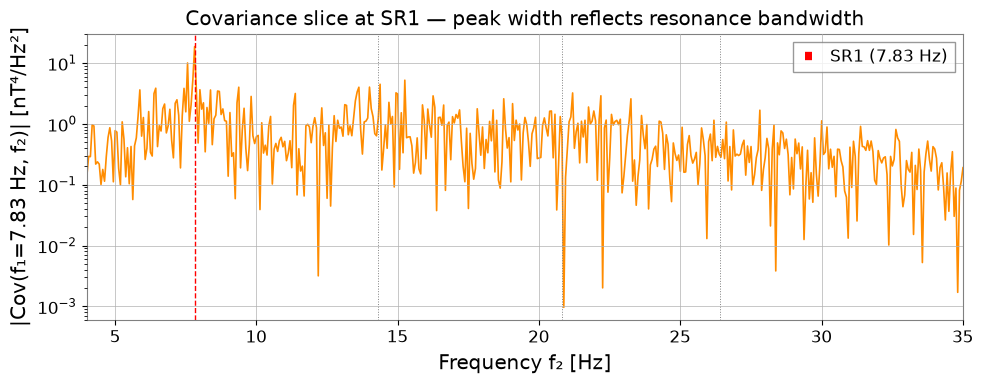 Covariance slice at SR1 — peak width reflects resonance bandwidth
|Cov(f₁=7.83 Hz, f₂)| [nT⁴/Hz²]
10¹
10⁰
10⁻¹
10⁻²
10⁻³
SR1 (7.83 Hz)
5 10 15 20 25 30 35
Frequency f₂ [Hz]